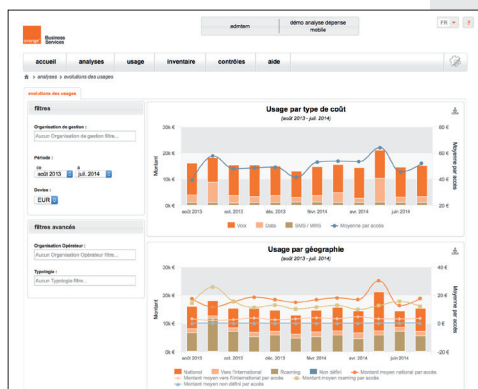 orange
Business
Services
admtem
démo analyse dépense
mobile
FR
?
accueil
analyses
usage
inventaire
contrôles
aide
> analyses > evolutions des usages
evolutions des usages
filtres
Organisation de gestion :
Aucun Organisation de gestion filtre...
Période :
de
à
août 2013
juil. 2014
Devise :
EUR
filtres avancés
Organisation Opérateur :
Aucun Organisation Opérateur filtre...
Typologie :
Aucun Typologie filtre...
Usage par type de coût
(août 2013 - juil. 2014)
Montant
30k €
20k €
10k €
0k €
80 €
60 €
40 €
20 €
Moyenne par accès
août 2013
oct. 2013
déc. 2013
févr. 2014
avr. 2014
juin 2014
Voix
Data
SMS / MMS
Moyenne par accès
Usage par géographie
(août 2013 - juil. 2014)
Montant
30k €
20k €
10k €
0k €
40 €
20 €
0 €
-20 €
Moyenne par accès
août 2013
oct. 2013
déc. 2013
févr. 2014
avr. 2014
juin 2014
National
Vers l'international
Roaming
Non défini
Montant moyen national par accès
Montant moyen vers l'international par accès
Montant moyen roaming par accès
Montant moyen non défini par accès